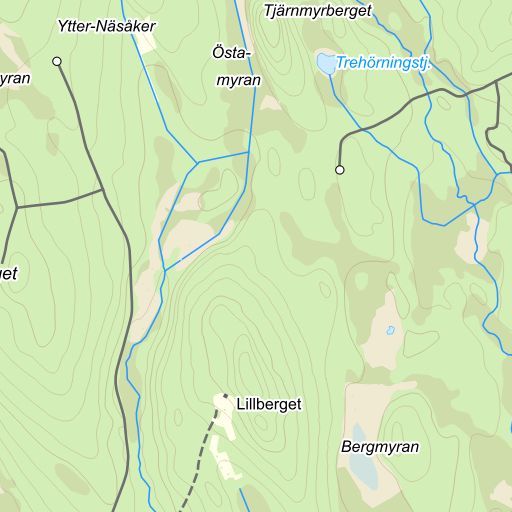 Tjärnmyrberget
Ytter-Näsåker
Östa-
myran
Trehörningstj.
yran
get
Lillberget
Bergmyran